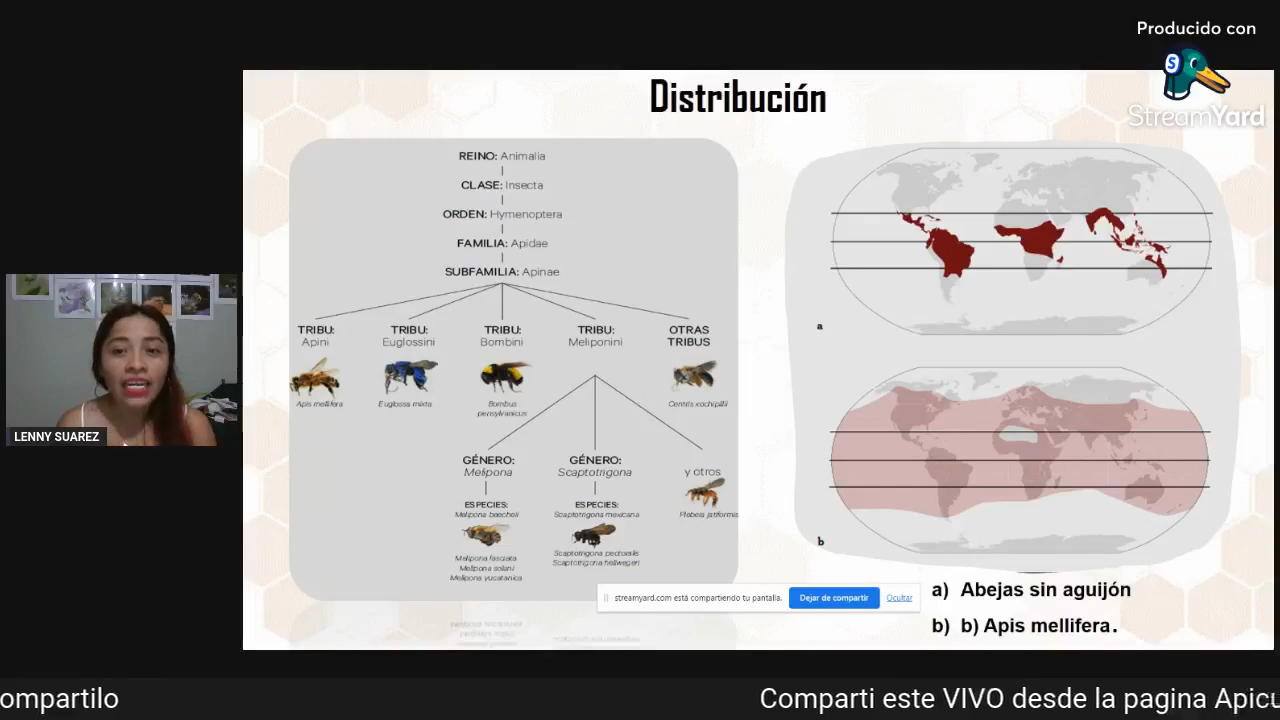 Producido con
StreamYard
Distribución
REINO: Animalia
CLASE: Insecta
ORDEN: Hymenoptera
FAMILIA: Apidae
SUBFAMILIA: Apinae
TRIBU:
Apini
TRIBU:
Euglossini
TRIBU:
Bombini
TRIBU:
Meliponini
OTRAS
TRIBUS
Apis mellifera
Euglossa mixta
Bombus
pensylvanicus
Centris xochipillii
GÉNERO:
Melipona
GÉNERO:
Scaptotrigona
y otros
ESPECIES:
Melipona beecheii
ESPECIES:
Scaptotrigona mexicana
Plebeia jatiformis
Melipona fasciata
Melipona solani
Melipona yucatanica
Scaptotrigona pectoralis
Scaptotrigona hellwegeri
a
b
a) Abejas sin aguijón
b) b) Apis mellifera.
streamyard.com está compartiendo tu pantalla.
Dejar de compartir
Ocultar
LENNY SUAREZ
ompartilo
Comparti este VIVO desde la pagina Apicu